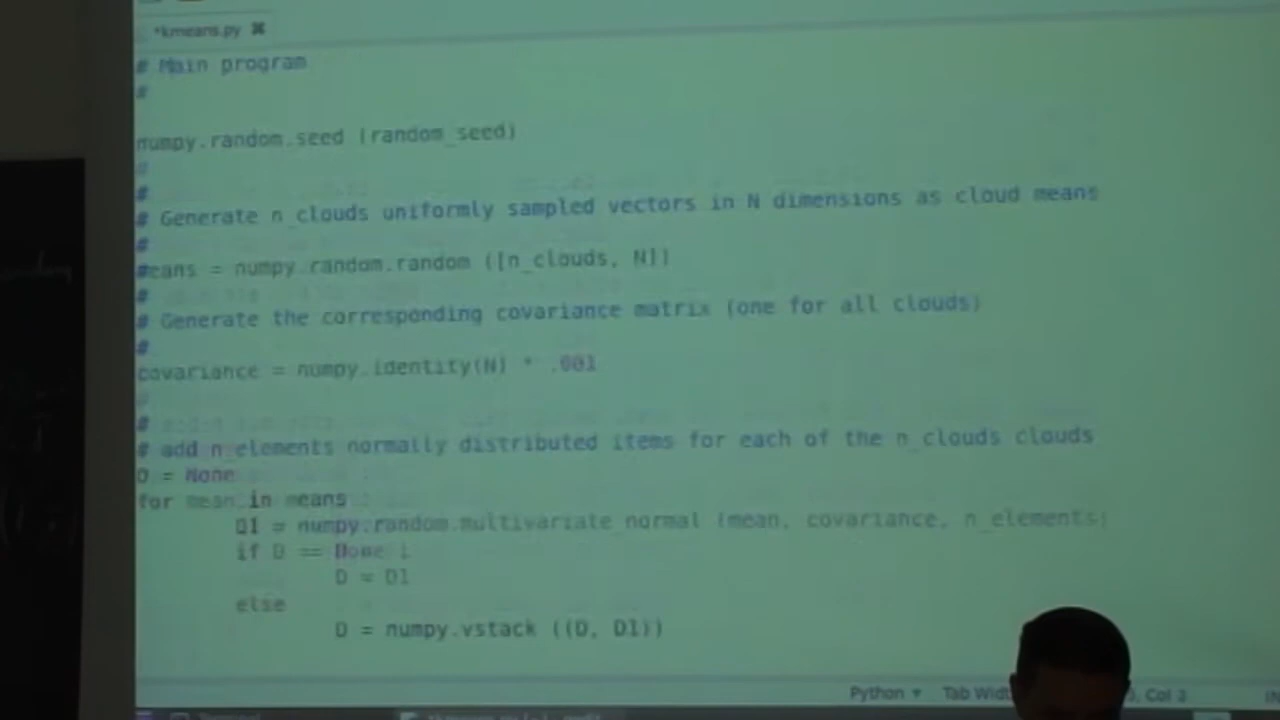 *kmeans.py ✖
# Main program
#
numpy.random.seed (random_seed)
#
#
# Generate n_clouds uniformly sampled vectors in N dimensions as cloud means
#
means = numpy.random.random ([n_clouds, N])
#
# Generate the corresponding covariance matrix (one for all clouds)
#
covariance = numpy.identity(N) * .001
#
#
# add n_elements normally distributed items for each of the n_clouds clouds
D = None
for mean in means :
D1 = numpy.random.multivariate_normal (mean, covariance, n_elements)
if D == None :
D = D1
else
D = numpy.vstack ((D, D1))
Python ▾ Tab Widt Col 3